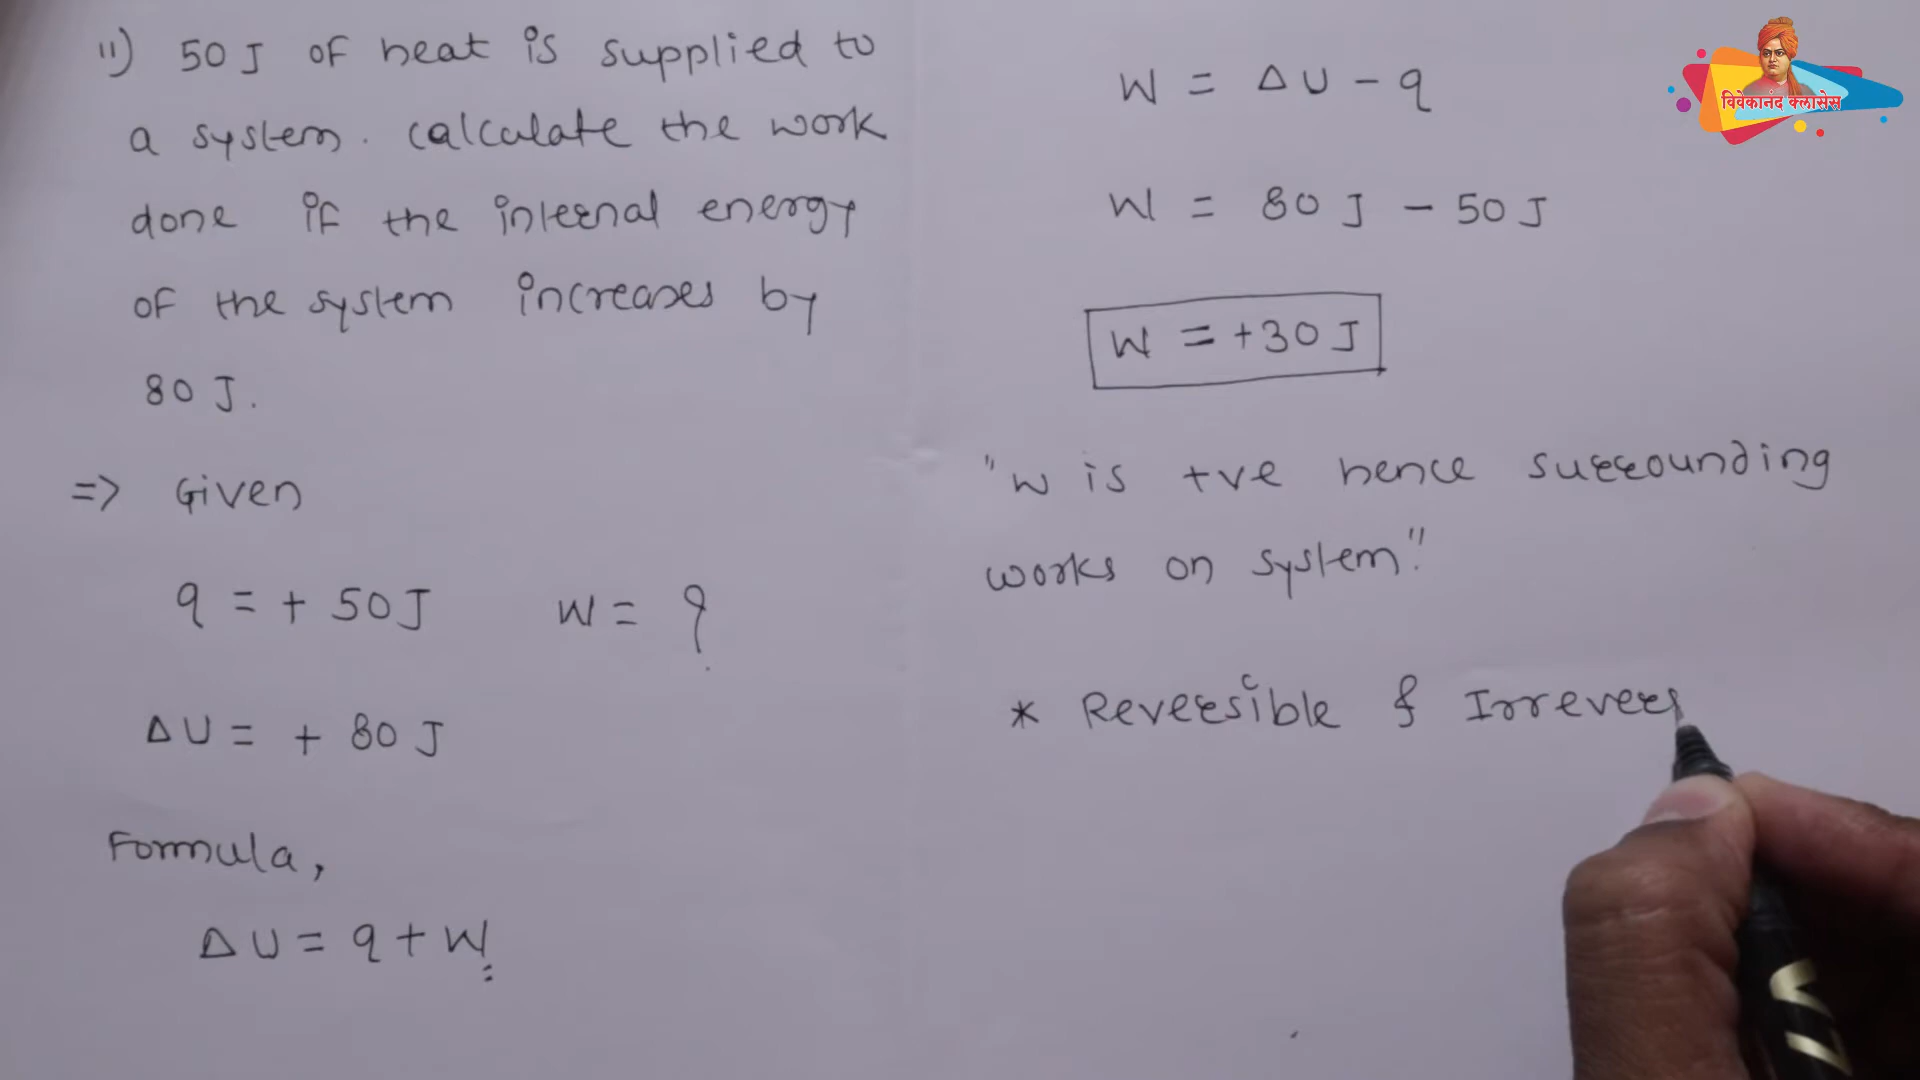 11) 50 J of heat is supplied to
a system. calculate the work
done if the internal energy
of the system increases by
80 J.
=> Given
q = + 50 J W = ?
ΔU = + 80 J
Formula,
ΔU = q + W
W = ΔU - q
W = 80 J - 50 J
W = +30 J
"W is +ve hence surrounding
works on system"
* Reversible & Irrevers
विवेकानंद क्लासेस